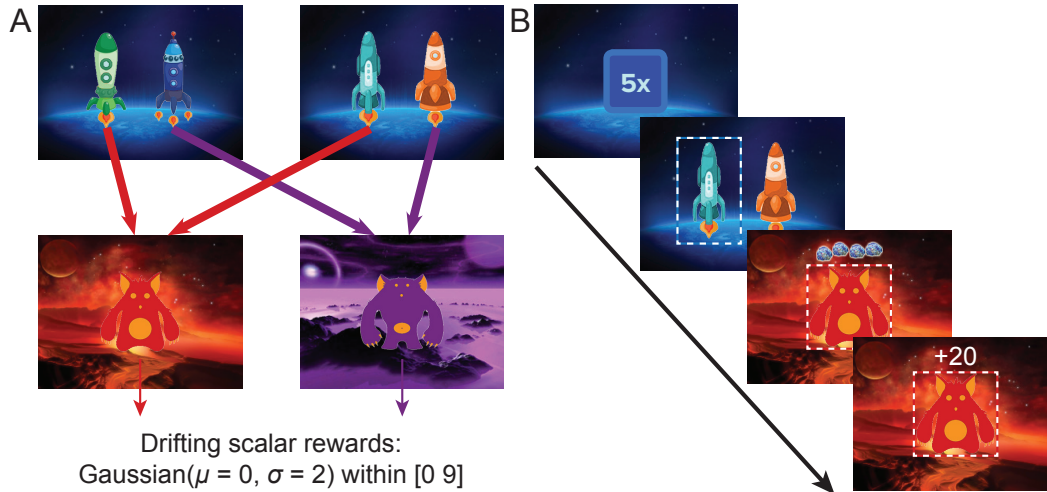 A
B
5x
+20
Drifting scalar rewards:
Gaussian(μ = 0, σ = 2) within [0 9]